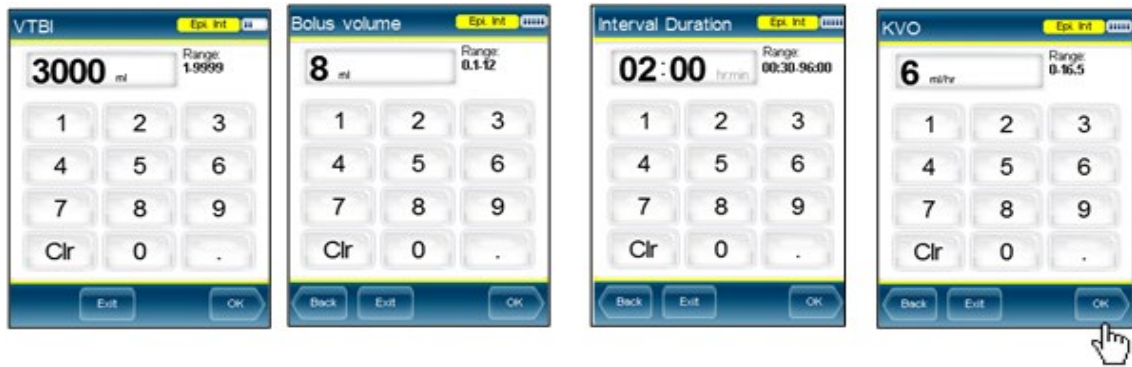 VTBI Epi. Int
3000 ml
Range:
1-9999
1 2 3
4 5 6
7 8 9
Clr 0 .
Exit OK
Bolus volume Epi. Int
8 ml
Range:
0.1-12
1 2 3
4 5 6
7 8 9
Clr 0 .
Back Exit OK
Interval Duration Epi. Int
02:00 hr:min
Range:
00:30-96:00
1 2 3
4 5 6
7 8 9
Clr 0 .
Back Exit OK
KVO Epi. Int
6 ml/hr
Range:
0-16.5
1 2 3
4 5 6
7 8 9
Clr 0 .
Back Exit OK